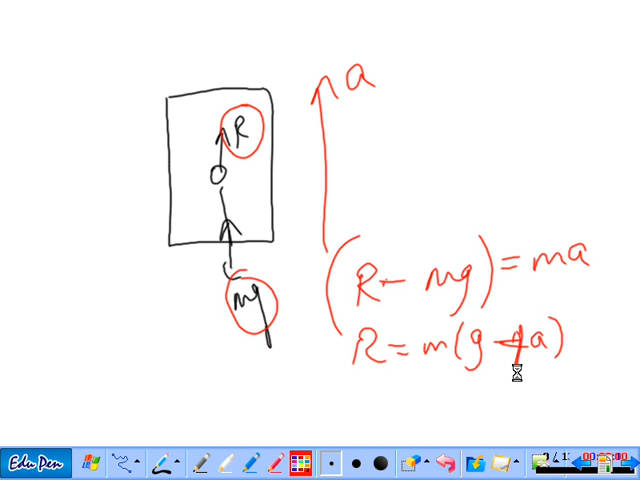 a
R
(R - mg) = ma
mg
R = m(g + a)
Edu Pen